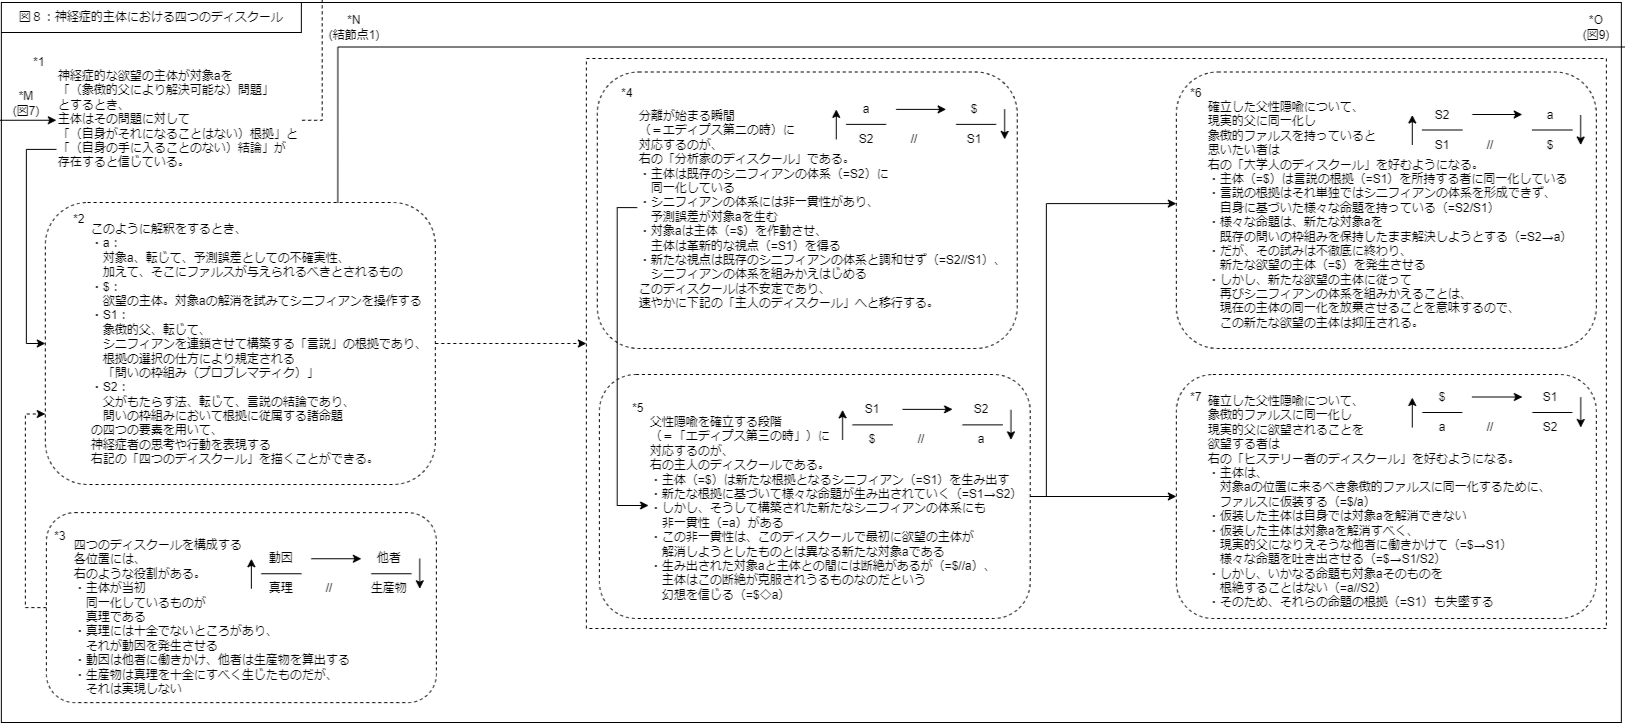 図８：神経症的主体における四つのディスクール
*N
(結節点1)
*O
(図9)
*M
(図7)
*1
神経症的な欲望の主体が対象aを
「（象徴的父により解決可能な）問題」
とするとき、
主体はその問題に対して
「（自身がそれになることはない）根拠」と
「（自身の手に入ることのない）結論」が
存在すると信じている。
*2
このように解釈をするとき、
・a：
対象a、転じて、予測誤差としての不確実性、
加えて、そこにファルスが与えられるべきとされるもの
・$：
欲望の主体。対象aの解消を試みてシニフィアンを操作する
・S1：
象徴的父、転じて、
シニフィアンを連鎖させて構築する「言説」の根拠であり、
根拠の選択の仕方により規定される
「問いの枠組み（プロブレマティク）」
・S2：
父がもたらす法、転じて、言説の結論であり、
問いの枠組みにおいて根拠に従属する諸命題
の四つの要素を用いて、
神経症者の思考や行動を表現する
右記の「四つのディスクール」を描くことができる。
*3
四つのディスクールを構成する
各位置には、
右のような役割がある。
・主体が当初
同一化しているものが
真理である
・真理には十全でないところがあり、
それが動因を発生させる
・動因は他者に働きかけ、他者は生産物を算出する
・生産物は真理を十全にすべく生じたものだが、
それは実現しない
動因 他者
真理 // 生産物
*4
分離が始まる瞬間
（＝エディプス第二の時）に
対応するのが、
右の「分析家のディスクール」である。
・主体は既存のシニフィアンの体系（=S2）に
同一化している
・シニフィアンの体系には非一貫性があり、
予測誤差が対象aを生む
・対象aは主体（=$）を作動させ、
主体は革新的な視点（=S1）を得る
・新たな視点は既存のシニフィアンの体系と調和せず（=S2//S1）、
シニフィアンの体系を組みかえはじめる
このディスクールは不安定であり、
速やかに下記の「主人のディスクール」へと移行する。
a $
S2 // S1
*5
父性隠喩を確立する段階
（＝「エディプス第三の時」）に
対応するのが、
右の主人のディスクールである。
・主体（=$）は新たな根拠となるシニフィアン（=S1）を生み出す
・新たな根拠に基づいて様々な命題が生み出されていく（=S1→S2）
・しかし、そうして構築された新たなシニフィアンの体系にも
非一貫性（=a）がある
・この非一貫性は、このディスクールで最初に欲望の主体が
解消しようとしたものとは異なる新たな対象aである
・生み出された対象aと主体との間には断絶があるが（=$//a）、
主体はこの断絶が克服されうるものなのだという
幻想を信じる（=$◇a）
S1 S2
$ // a
*6
確立した父性隠喩について、
現実的父に同一化し
象徴的ファルスを持っていると
思いたい者は
右の「大学人のディスクール」を好むようになる。
・主体（=$）は言説の根拠（=S1）を所持する者に同一化している
・言説の根拠はそれ単独ではシニフィアンの体系を形成できず、
自身に基づいた様々な命題を持っている（=S2/S1）
・様々な命題は、新たな対象aを
既存の問いの枠組みを保持したまま解決しようとする（=S2→a）
・だが、その試みは不徹底に終わり、
新たな欲望の主体（=$）を発生させる
・しかし、新たな欲望の主体に従って
再びシニフィアンの体系を組みかえることは、
現在の主体の同一化を放棄させることを意味するので、
この新たな欲望の主体は抑圧される。
S2 a
S1 // $
*7
確立した父性隠喩について、
象徴的ファルスに同一化し
現実的父に欲望されることを
欲望する者は
右の「ヒステリー者のディスクール」を好むようになる。
・主体は、
対象aの位置に来るべき象徴的ファルスに同一化するために、
ファルスに仮装する（=$/a）
・仮装した主体は自身では対象aを解消できない
・仮装した主体は対象aを解消すべく、
現実的父になりえそうな他者に働きかけて（=$→S1）
様々な命題を吐き出させる（=$→S1/S2）
・しかし、いかなる命題も対象aそのものを
根絶することはない（=a//S2）
・そのため、それらの命題の根拠（=S1）も失墜する
$ S1
a // S2